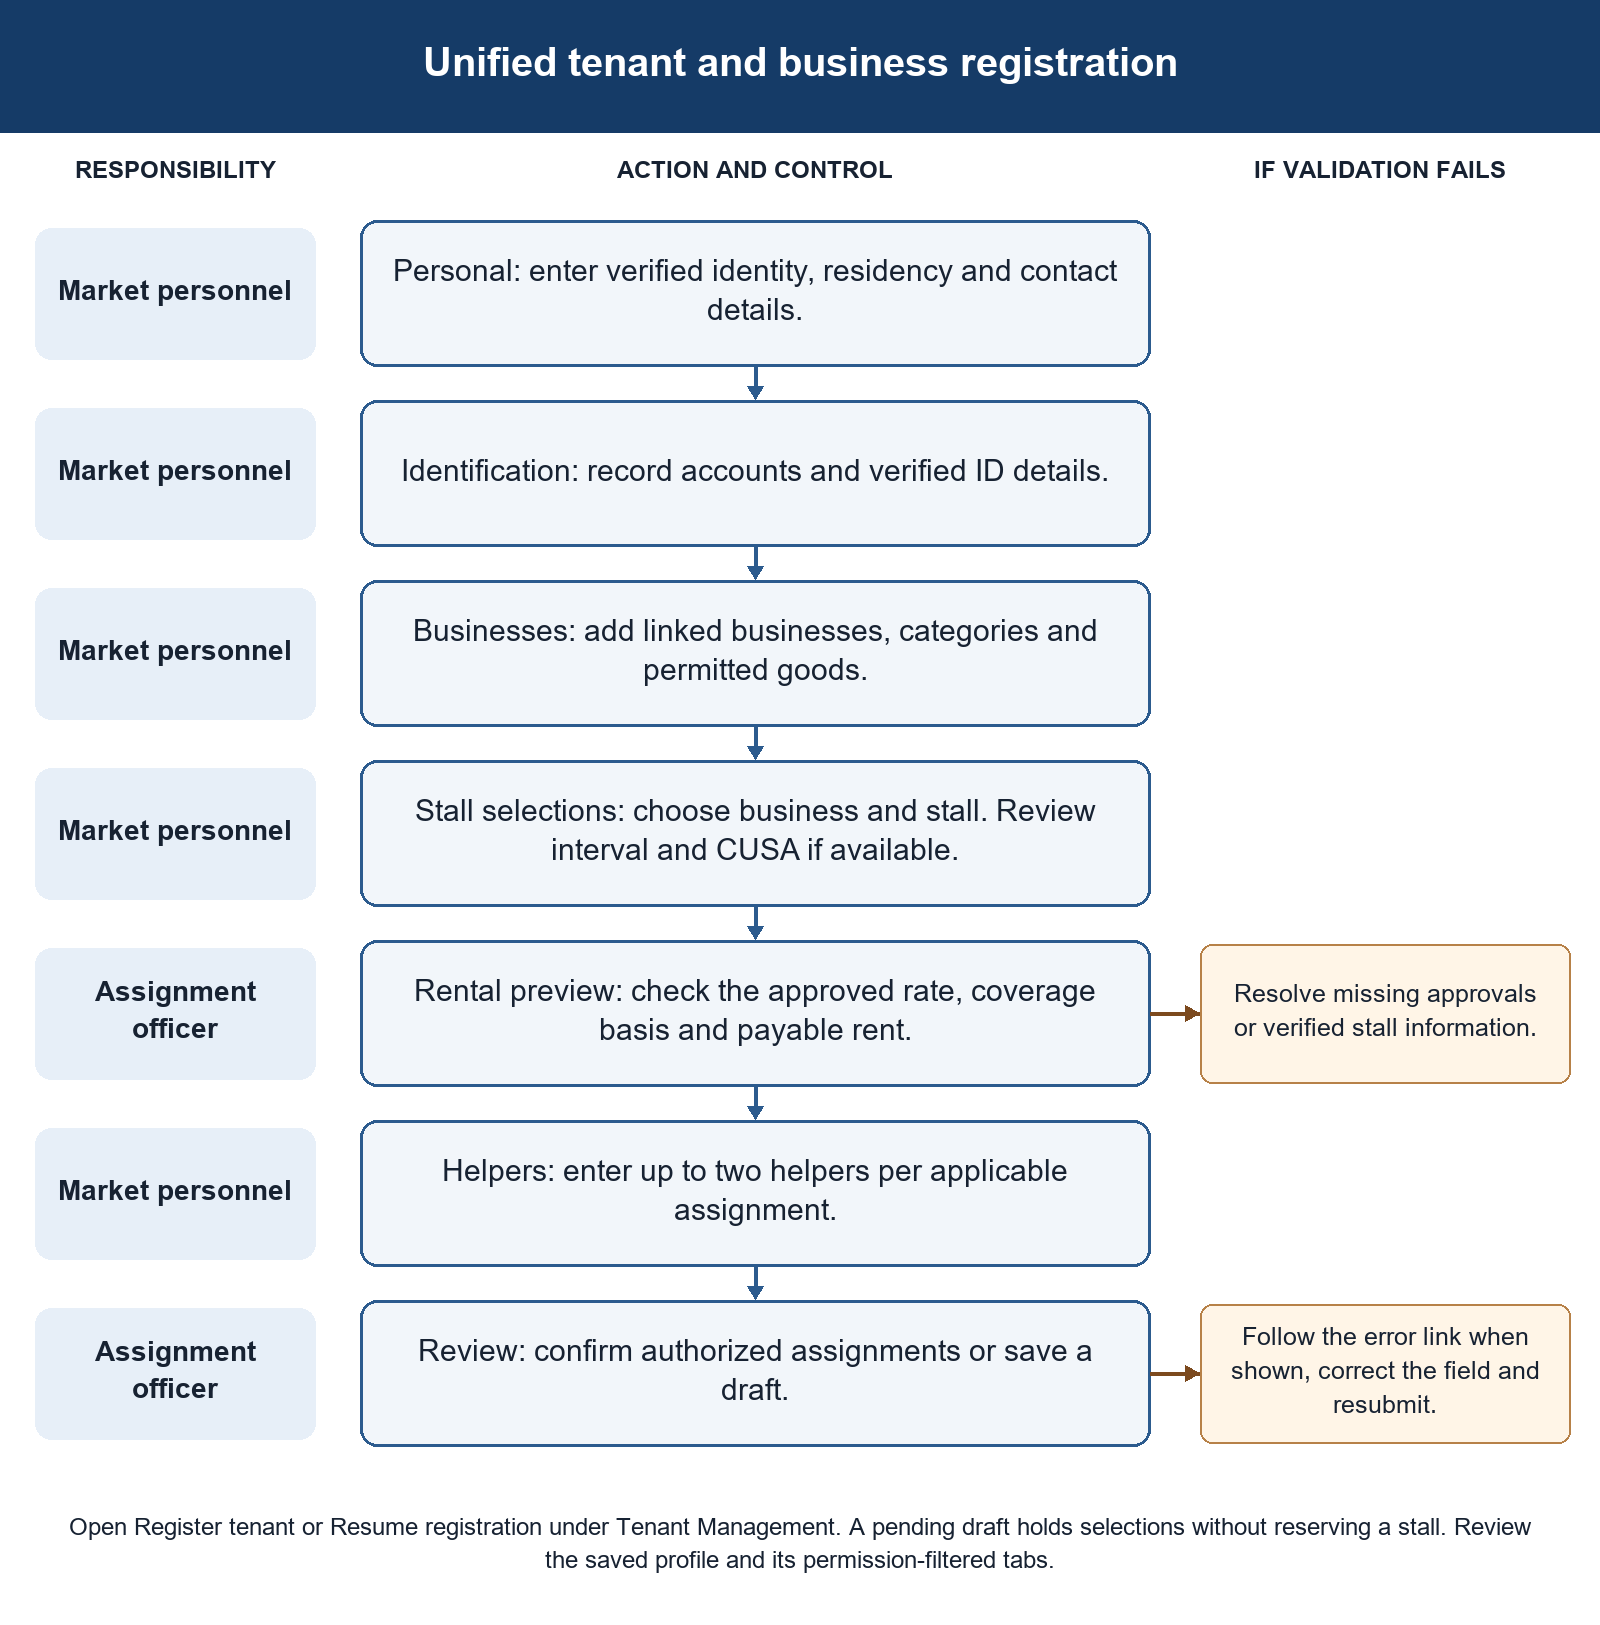 Unified tenant and business registration
RESPONSIBILITY
ACTION AND CONTROL
IF VALIDATION FAILS
Market personnel
Personal: enter verified identity, residency and contact
details.
Market personnel
Identification: record accounts and verified ID details.
Market personnel
Businesses: add linked businesses, categories and
permitted goods.
Market personnel
Stall selections: choose business and stall. Review
interval and CUSA if available.
Assignment
officer
Rental preview: check the approved rate, coverage
basis and payable rent.
Resolve missing approvals
or verified stall information.
Market personnel
Helpers: enter up to two helpers per applicable
assignment.
Assignment
officer
Review: confirm authorized assignments or save a
draft.
Follow the error link when
shown, correct the field and
resubmit.
Open Register tenant or Resume registration under Tenant Management. A pending draft holds selections without reserving a stall. Review
the saved profile and its permission-filtered tabs.